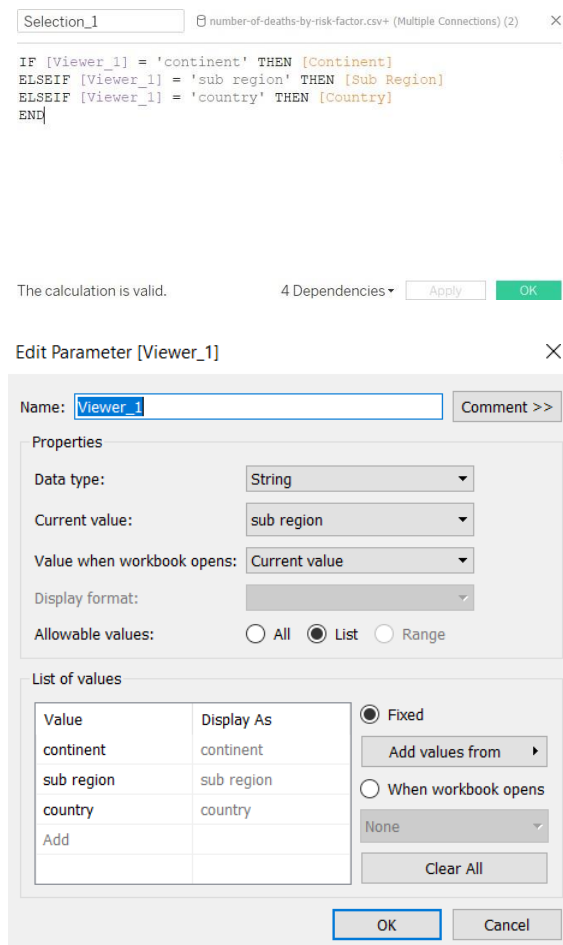 Selection_1 number-of-deaths-by-risk-factor.csv+ (Multiple Connections) (2)
IF [Viewer_1] = 'continent' THEN [Continent]
ELSEIF [Viewer_1] = 'sub region' THEN [Sub Region]
ELSEIF [Viewer_1] = 'country' THEN [Country]
END
The calculation is valid. 4 Dependencies Apply OK
Edit Parameter [Viewer_1]
Name: Viewer_1 Comment >>
Properties
Data type: String
Current value: sub region
Value when workbook opens: Current value
Display format:
Allowable values: All List Range
List of values
Value Display As Fixed
continent continent Add values from
sub region sub region When workbook opens
country country None
Add
Clear All
OK Cancel